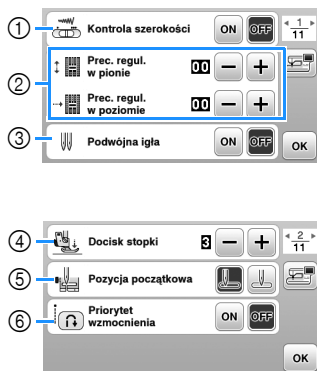 ① Kontrola szerokości ON OFF 1
11
② Prec. regul.
w pionie 00 − +
Prec. regul.
w poziomie 00 − +
③ Podwójna igła ON OFF OK
④ Docisk stopki 3 − + 2
11
⑤ Pozycja początkowa
⑥ Priorytet
wzmocnienia ON OFF
OK